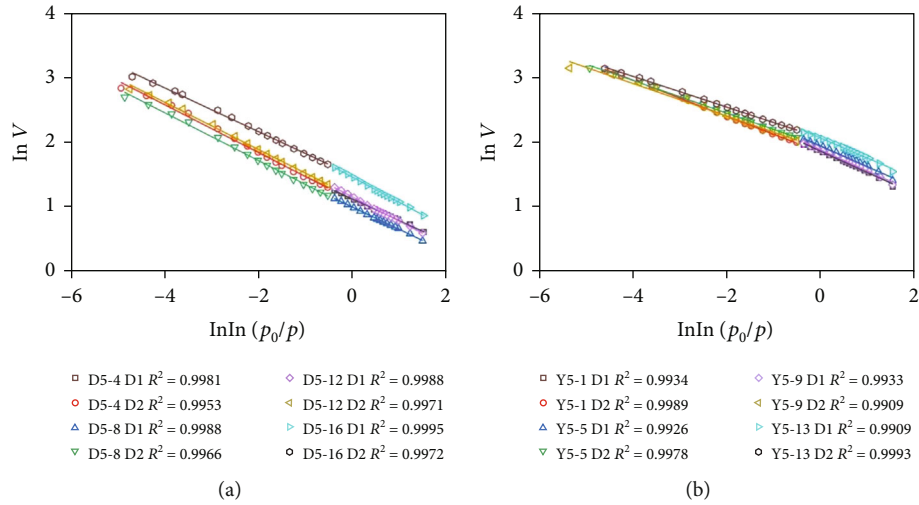 4
3
2
1
0
ln V
−6 −4 −2 0 2
lnln (p₀/p)
D5-4 D1 R² = 0.9981
D5-4 D2 R² = 0.9953
D5-8 D1 R² = 0.9988
D5-8 D2 R² = 0.9966
D5-12 D1 R² = 0.9988
D5-12 D2 R² = 0.9971
D5-16 D1 R² = 0.9995
D5-16 D2 R² = 0.9972
(a)
4
3
2
1
0
ln V
−6 −4 −2 0 2
lnln (p₀/p)
Y5-1 D1 R² = 0.9934
Y5-1 D2 R² = 0.9989
Y5-5 D1 R² = 0.9926
Y5-5 D2 R² = 0.9978
Y5-9 D1 R² = 0.9933
Y5-9 D2 R² = 0.9909
Y5-13 D1 R² = 0.9909
Y5-13 D2 R² = 0.9993
(b)